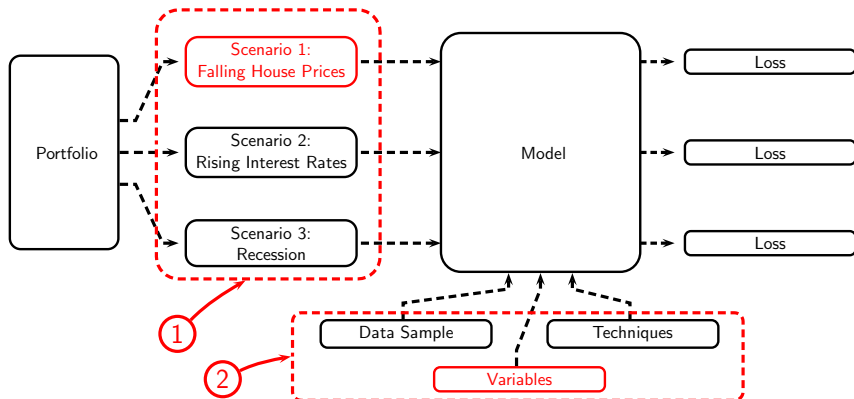 Portfolio
Scenario 1:
Falling House Prices
Scenario 2:
Rising Interest Rates
Scenario 3:
Recession
Model
Loss
Loss
Loss
1
Data Sample
Techniques
2
Variables